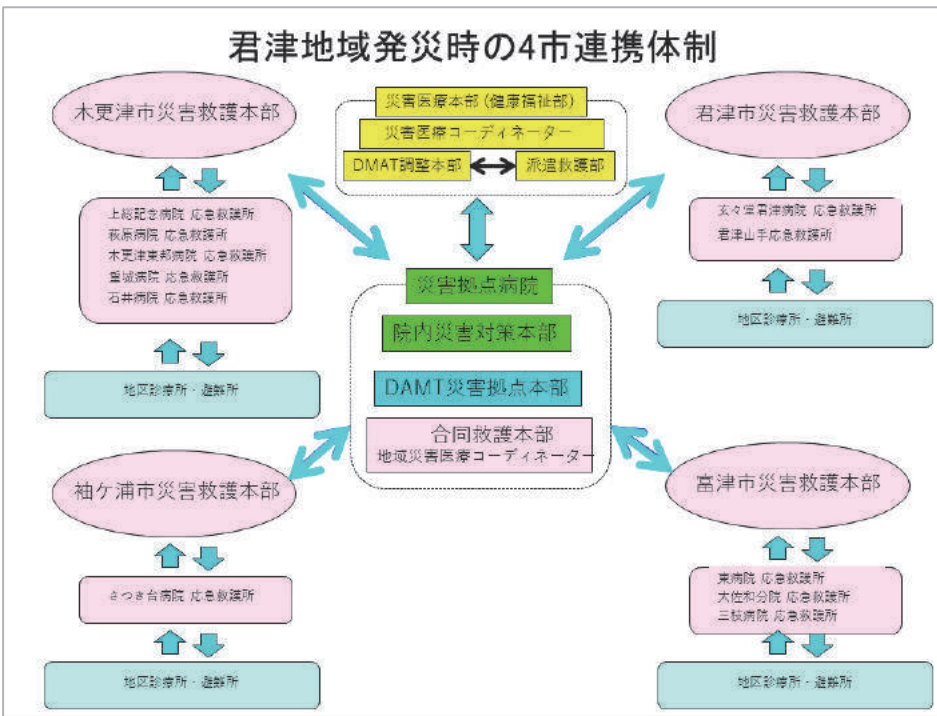 君津地域発災時の4市連携体制
木更津市災害救護本部
上総記念病院 応急救護所
萩原病院 応急救護所
木更津東邦病院 応急救護所
重城病院 応急救護所
石井病院 応急救護所
地区診療所・避難所
災害医療本部(健康福祉部)
災害医療コーディネーター
DMAT調整本部
派遣救護部
君津市災害救護本部
玄々堂君津病院 応急救護所
君津山手応急救護所
地区診療所・避難所
災害拠点病院
院内災害対策本部
DAMT災害拠点本部
合同救護本部
地域災害医療コーディネーター
袖ケ浦市災害救護本部
さつき台病院 応急救護所
地区診療所・避難所
富津市災害救護本部
東病院 応急救護所
大佐和分院 応急救護所
三枝病院 応急救護所
地区診療所・避難所